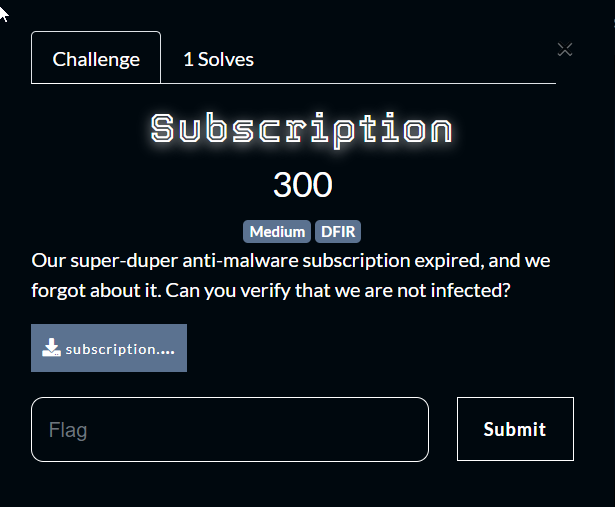 Challenge
1 Solves
Subscription
300
Medium DFIR
Our super-duper anti-malware subscription expired, and we
forgot about it. Can you verify that we are not infected?
subscription....
Flag
Submit